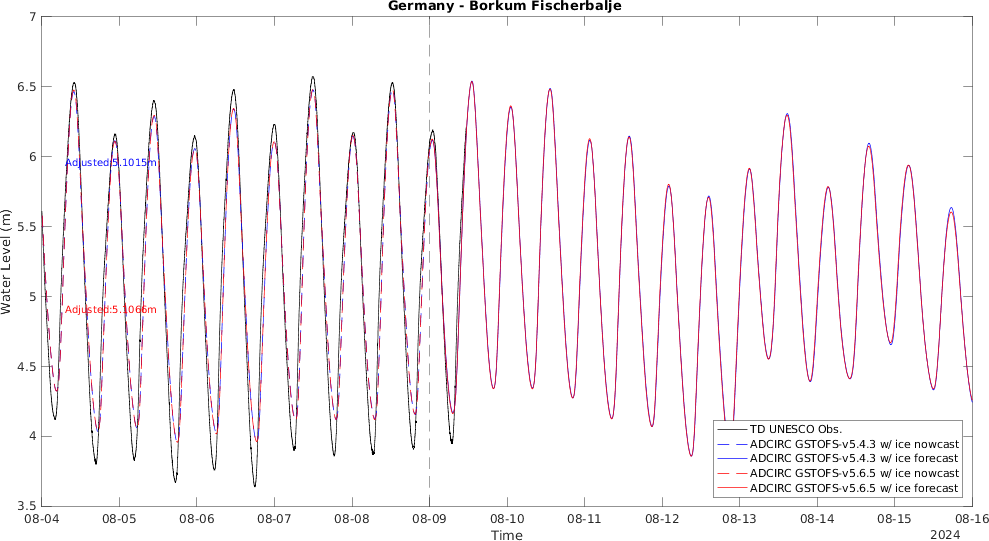 Germany - Borkum Fischerbalje
7
6.5
6
5.5
5
4.5
4
3.5
Water Level (m)
Adjusted:5.1015m
Adjusted:5.1066m
TD UNESCO Obs.
ADCIRC GSTOFS-v5.4.3 w/ ice nowcast
ADCIRC GSTOFS-v5.4.3 w/ ice forecast
ADCIRC GSTOFS-v5.6.5 w/ ice nowcast
ADCIRC GSTOFS-v5.6.5 w/ ice forecast
08-04 08-05 08-06 08-07 08-08 08-09 08-10 08-11 08-12 08-13 08-14 08-15 08-16
Time
2024